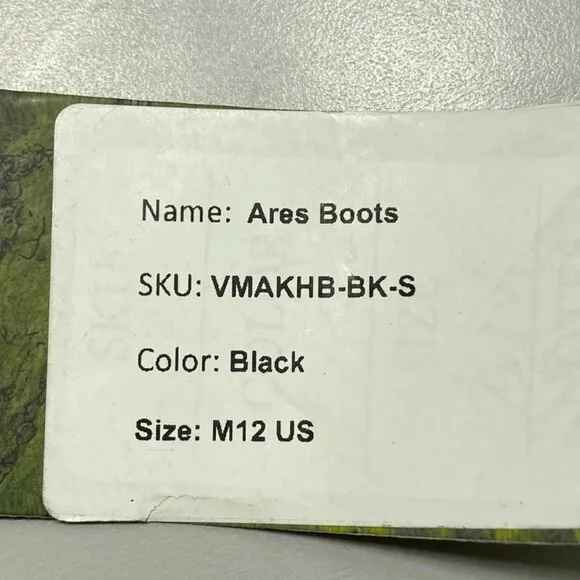 Name: Ares Boots
SKU: VMAKHB-BK-S
Color: Black
Size: M12 US